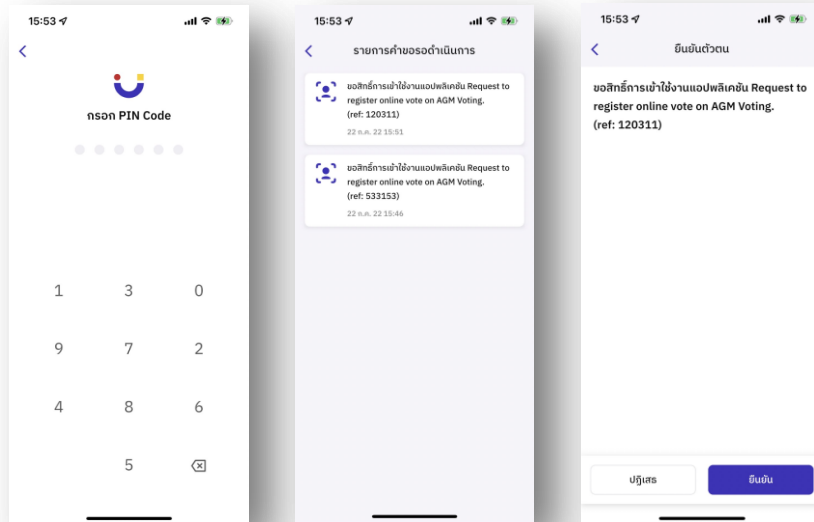 15:53
กรอก PIN Code
1 3 0
9 7 2
4 8 6
5
15:53
รายการคำขอรอดำเนินการ
ขอสิทธิ์การเข้าใช้งานแอปพลิเคชัน Request to
register online vote on AGM Voting.
(ref: 120311)
22 ก.ค. 22 15:51
ขอสิทธิ์การเข้าใช้งานแอปพลิเคชัน Request to
register online vote on AGM Voting.
(ref: 533153)
22 ก.ค. 22 15:46
15:53
ยืนยันตัวตน
ขอสิทธิ์การเข้าใช้งานแอปพลิเคชัน Request to
register online vote on AGM Voting.
(ref: 120311)
ปฏิเสธ
ยืนยัน